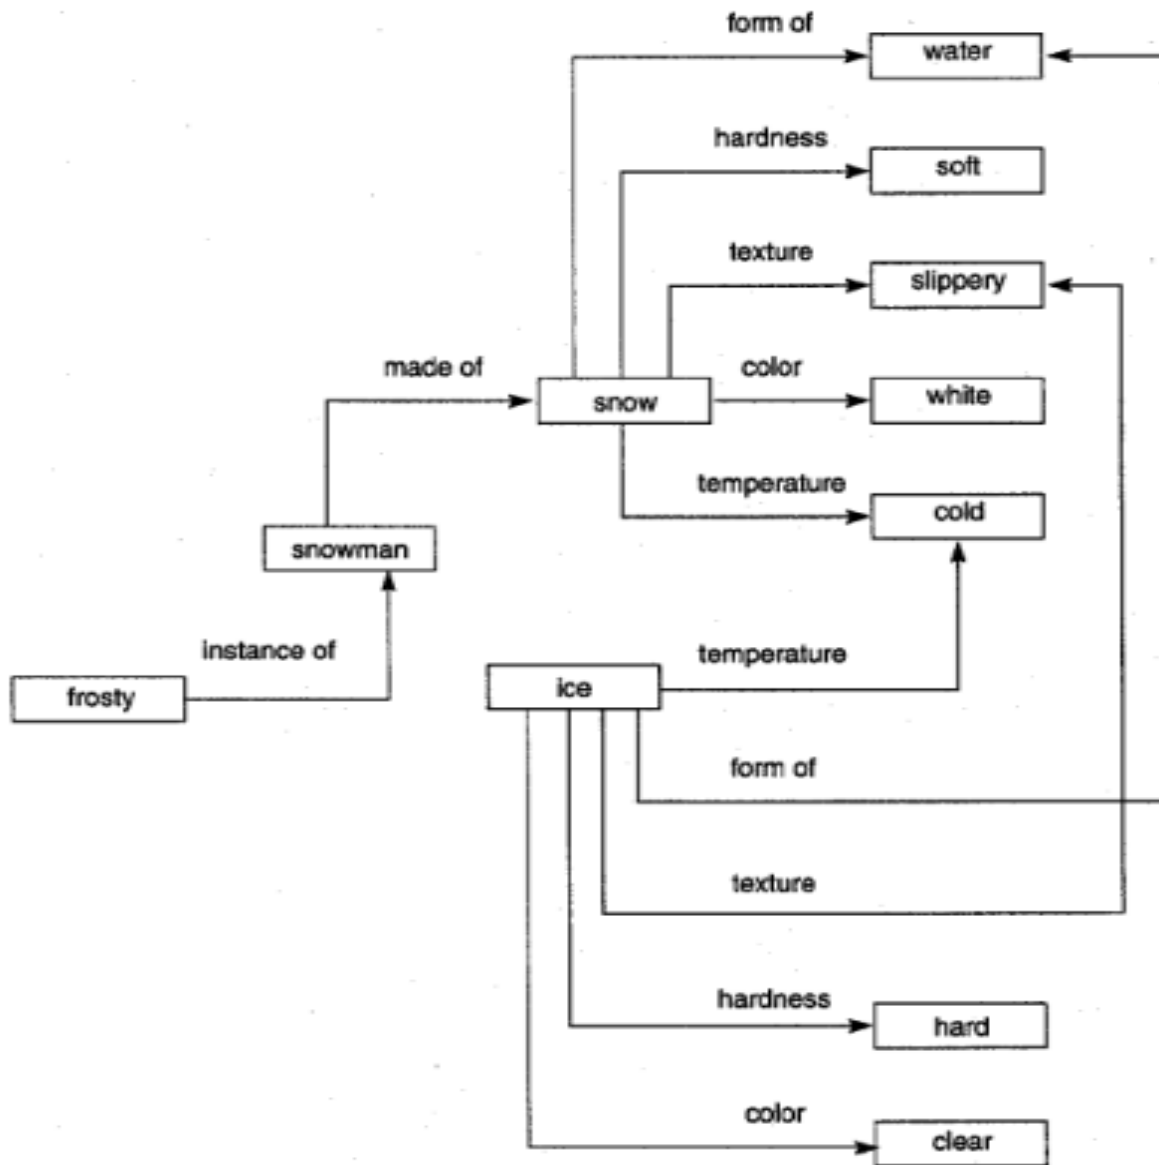 form of
water
hardness
soft
texture
slippery
made of
color
snow
white
temperature
cold
snowman
instance of
temperature
frosty
ice
form of
texture
hardness
hard
color
clear